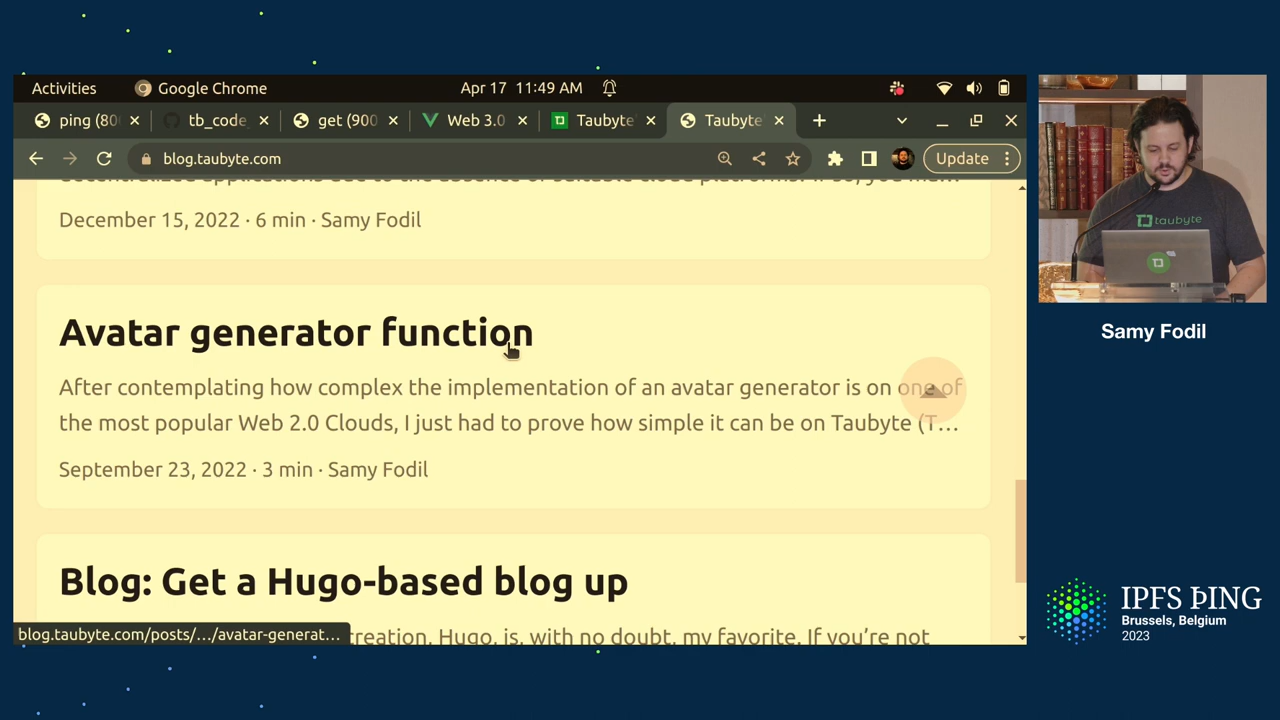 Activities
Google Chrome
Apr 17 11:49 AM
ping (80
tb_code_
get (900
Web 3.0
Taubyte
Taubyte
blog.taubyte.com
Update
December 15, 2022 · 6 min · Samy Fodil
Avatar generator function
After contemplating how complex the implementation of an avatar generator is on one of
the most popular Web 2.0 Clouds, I just had to prove how simple it can be on Taubyte (T…
September 23, 2022 · 3 min · Samy Fodil
Blog: Get a Hugo-based blog up
creation, Hugo, is, with no doubt, my favorite. If you’re not
blog.taubyte.com/posts/…/avatar-generat…
taubyte
Samy Fodil
IPFS ÞING
Brussels, Belgium
2023